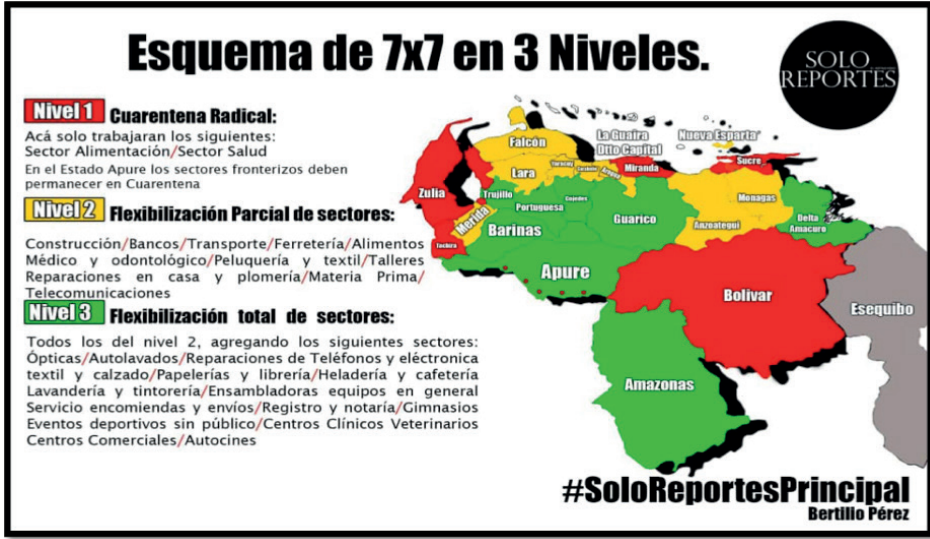 Esquema de 7x7 en 3 Niveles.
SOLO
REPORTES
Nivel 1 Cuarentena Radical:
Acá solo trabajaran los siguientes:
Sector Alimentación/Sector Salud
En el Estado Apure los sectores fronterizos deben
permanecer en Cuarentena
Nivel 2 Flexibilización Parcial de sectores:
Construcción/Bancos/Transporte/Ferretería/Alimentos
Médico y odontológico/Peluquería y textil/Talleres
Reparaciones en casa y plomería/Materia Prima/
Telecomunicaciones
Nivel 3 Flexibilización total de sectores:
Todos los del nivel 2, agregando los siguientes sectores:
Ópticas/Autolavados/Reparaciones de Teléfonos y eléctronica
textil y calzado/Papelerías y librería/Heladería y cafetería
Lavandería y tintorería/Ensambladoras equipos en general
Servicio encomiendas y envíos/Registro y notaría/Gimnasios
Eventos deportivos sin público/Centros Clínicos Veterinarios
Centros Comerciales/Autocines
Falcón
La Guaira
Dtto Capital
Nueva Esparta
Lara
Yaracuy
Carabobo
Aragua
Miranda
Sucre
Zulia
Trujillo
Portuguesa
Cojedes
Monagas
Merida
Barinas
Guarico
Anzoategui
Delta
Amacuro
Tachira
Apure
Bolivar
Esequibo
Amazonas
#SoloReportesPrincipal
Bertilio Pérez